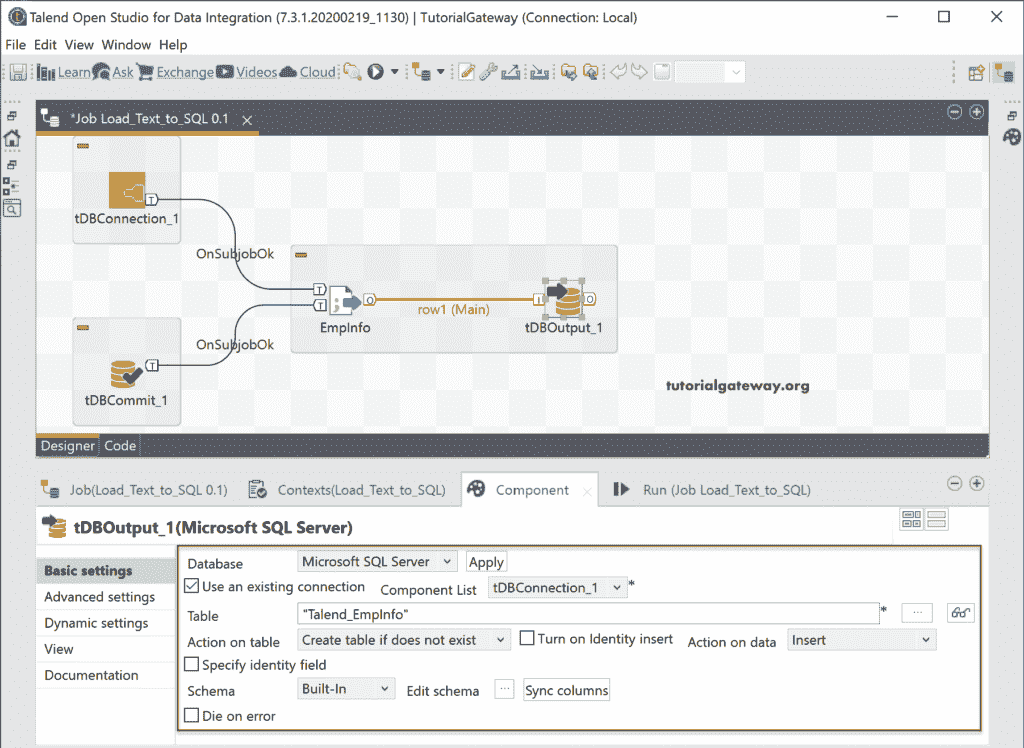 Talend Open Studio for Data Integration (7.3.1.20200219_1130) | TutorialGateway (Connection: Local)
File Edit View Window Help
Learn Ask Exchange Videos Cloud
*Job Load_Text_to_SQL 0.1
T
tDBConnection_1
OnSubjobOk
T
T
O
row1 (Main)
I
O
EmpInfo
tDBOutput_1
OnSubjobOk
T
tDBCommit_1
tutorialgateway.org
Designer Code
Job(Load_Text_to_SQL 0.1) Contexts(Load_Text_to_SQL) Component Run (Job Load_Text_to_SQL)
tDBOutput_1(Microsoft SQL Server)
Basic settings
Advanced settings
Dynamic settings
View
Documentation
Database Microsoft SQL Server Apply
Use an existing connection Component List tDBConnection_1 *
Table "Talend_EmpInfo" * ...
Action on table Create table if does not exist Turn on Identity insert Action on data Insert
Specify identity field
Schema Built-In Edit schema ... Sync columns
Die on error